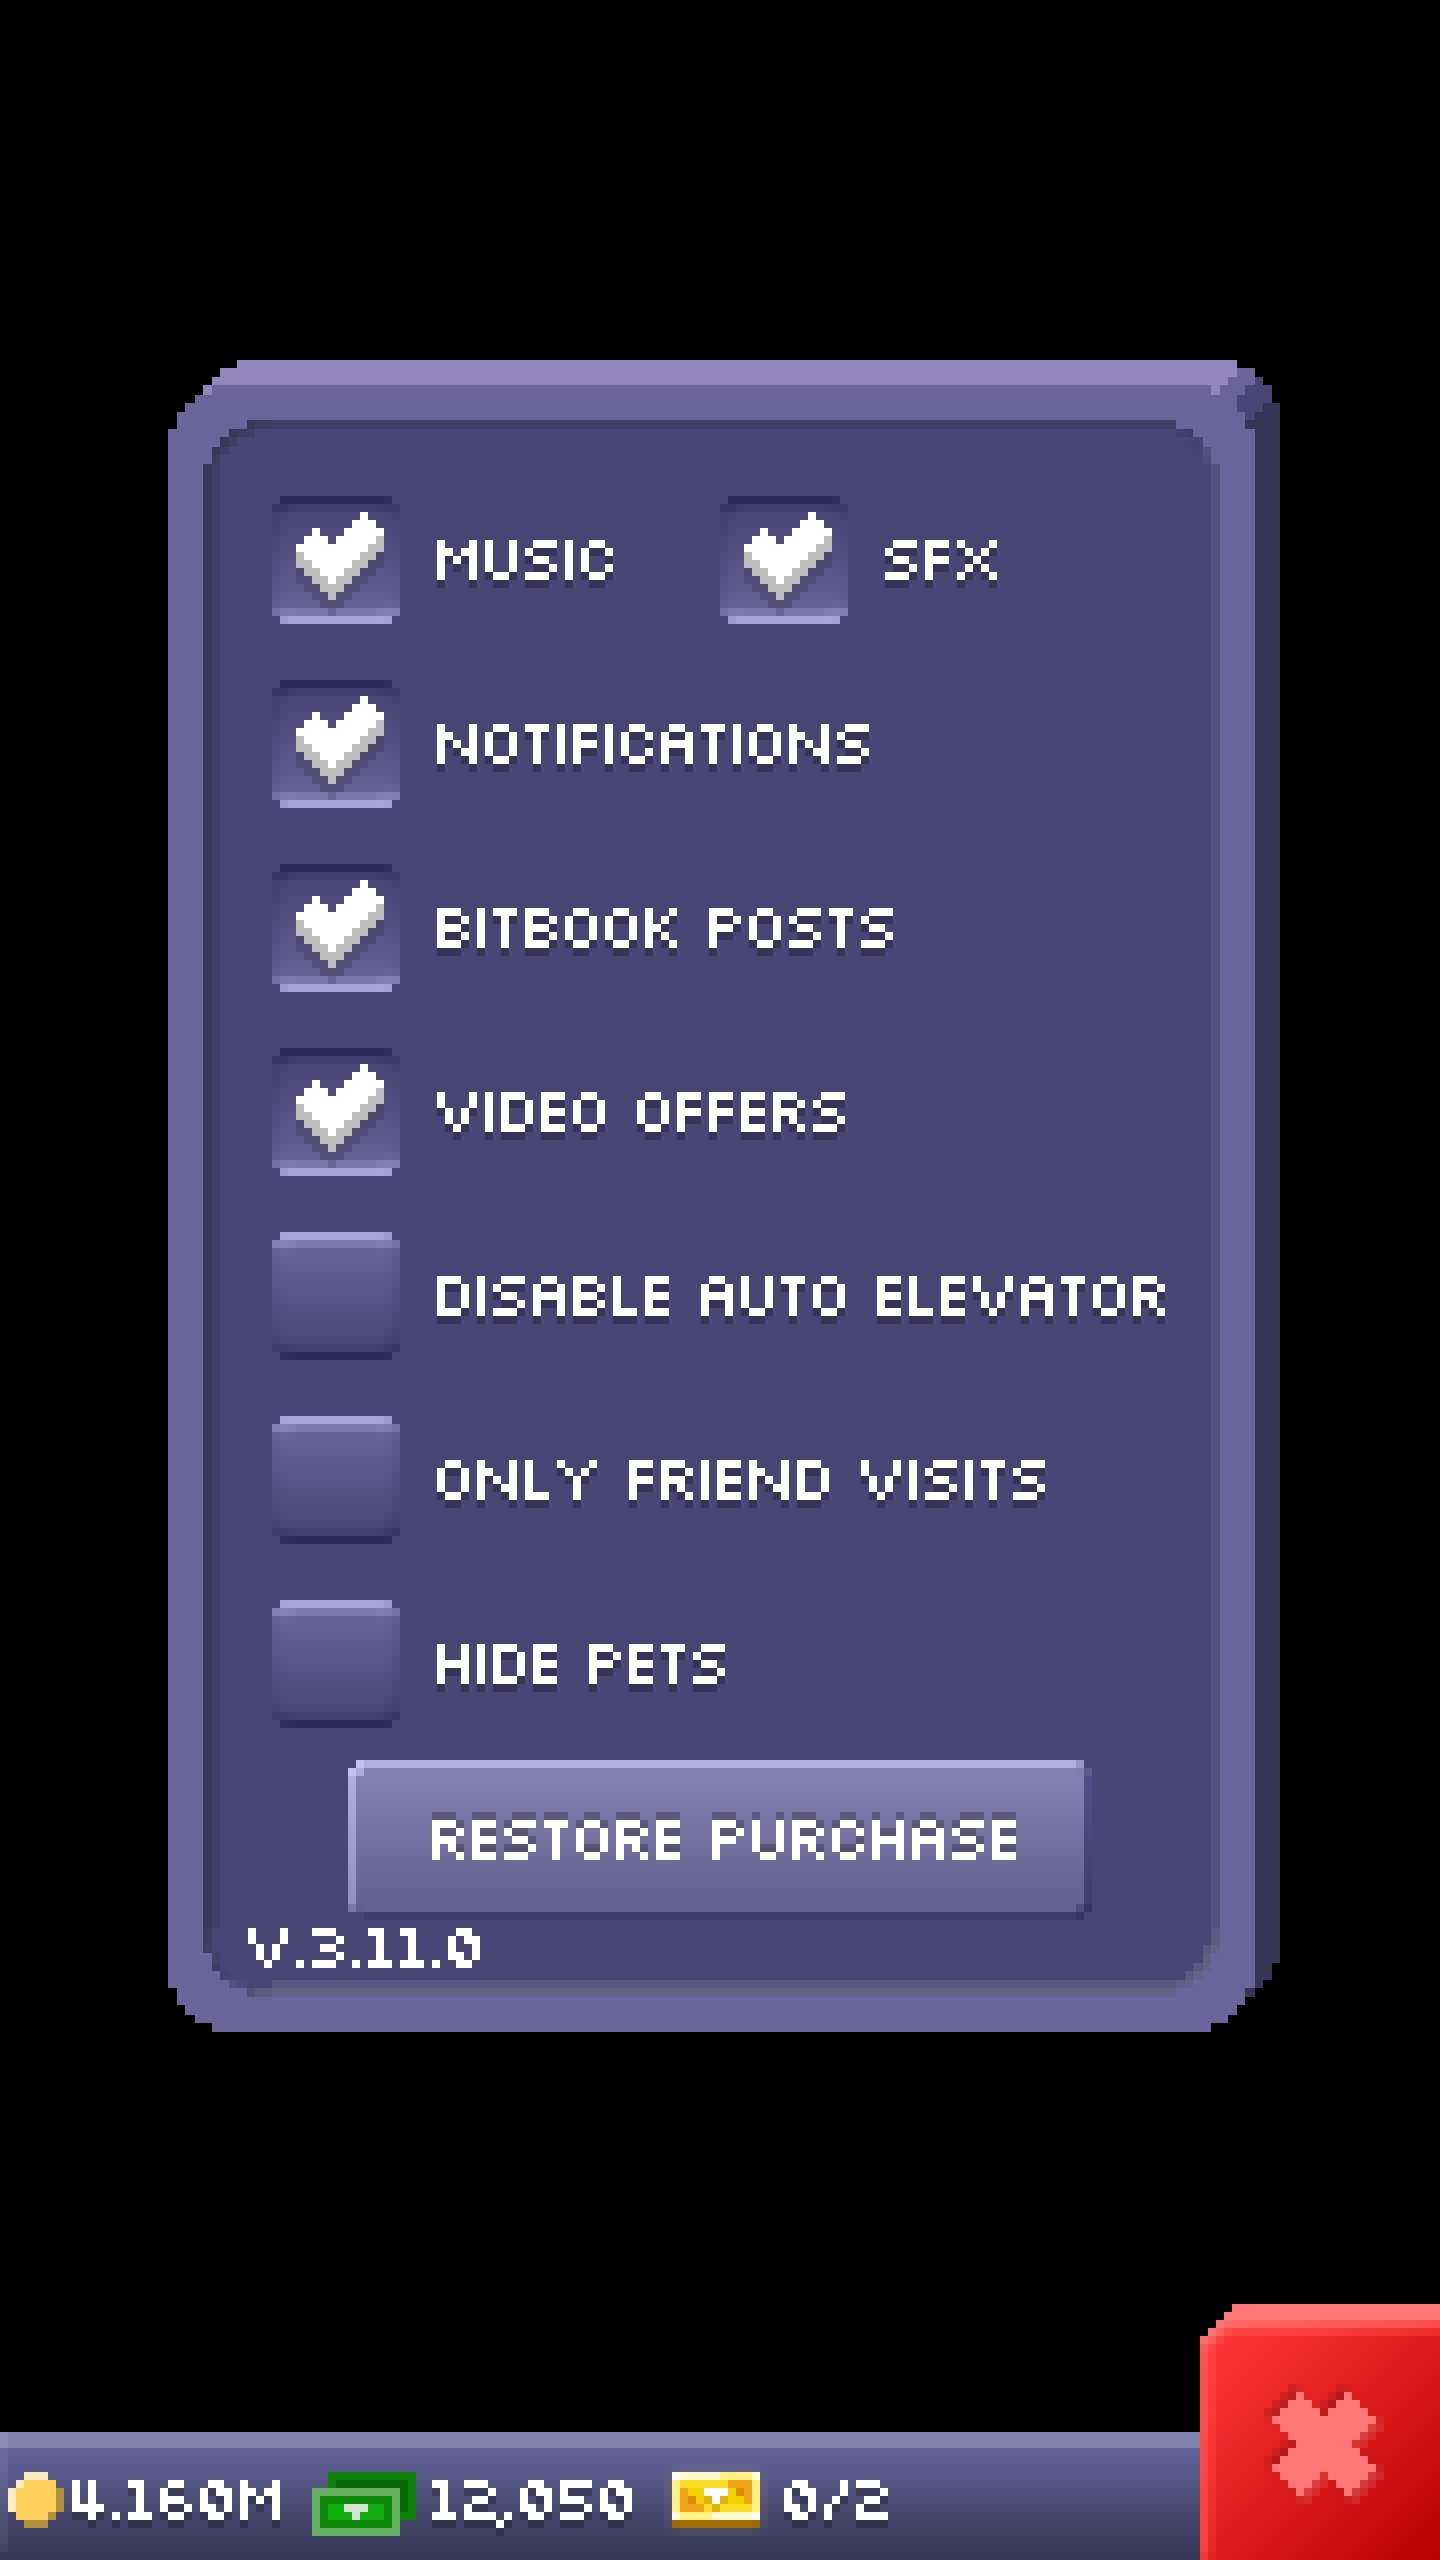 MUSIC SFX
NOTIFICATIONS
BITBOOK POSTS
VIDEO OFFERS
DISABLE AUTO ELEVATOR
ONLY FRIEND VISITS
HIDE PETS
RESTORE PURCHASE
V.3.11.0
4.160M 12,050 0/2